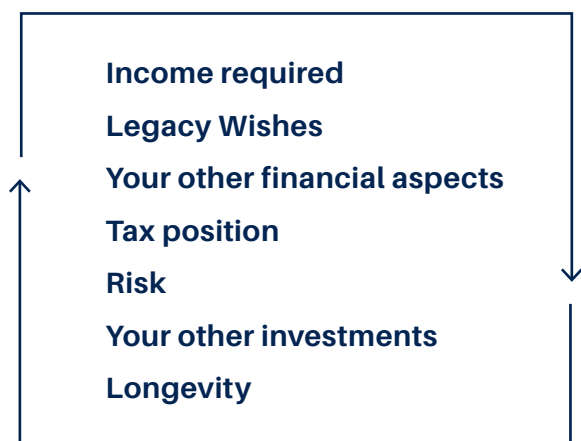 Income required
Legacy Wishes
Your other financial aspects
Tax position
Risk
Your other investments
Longevity